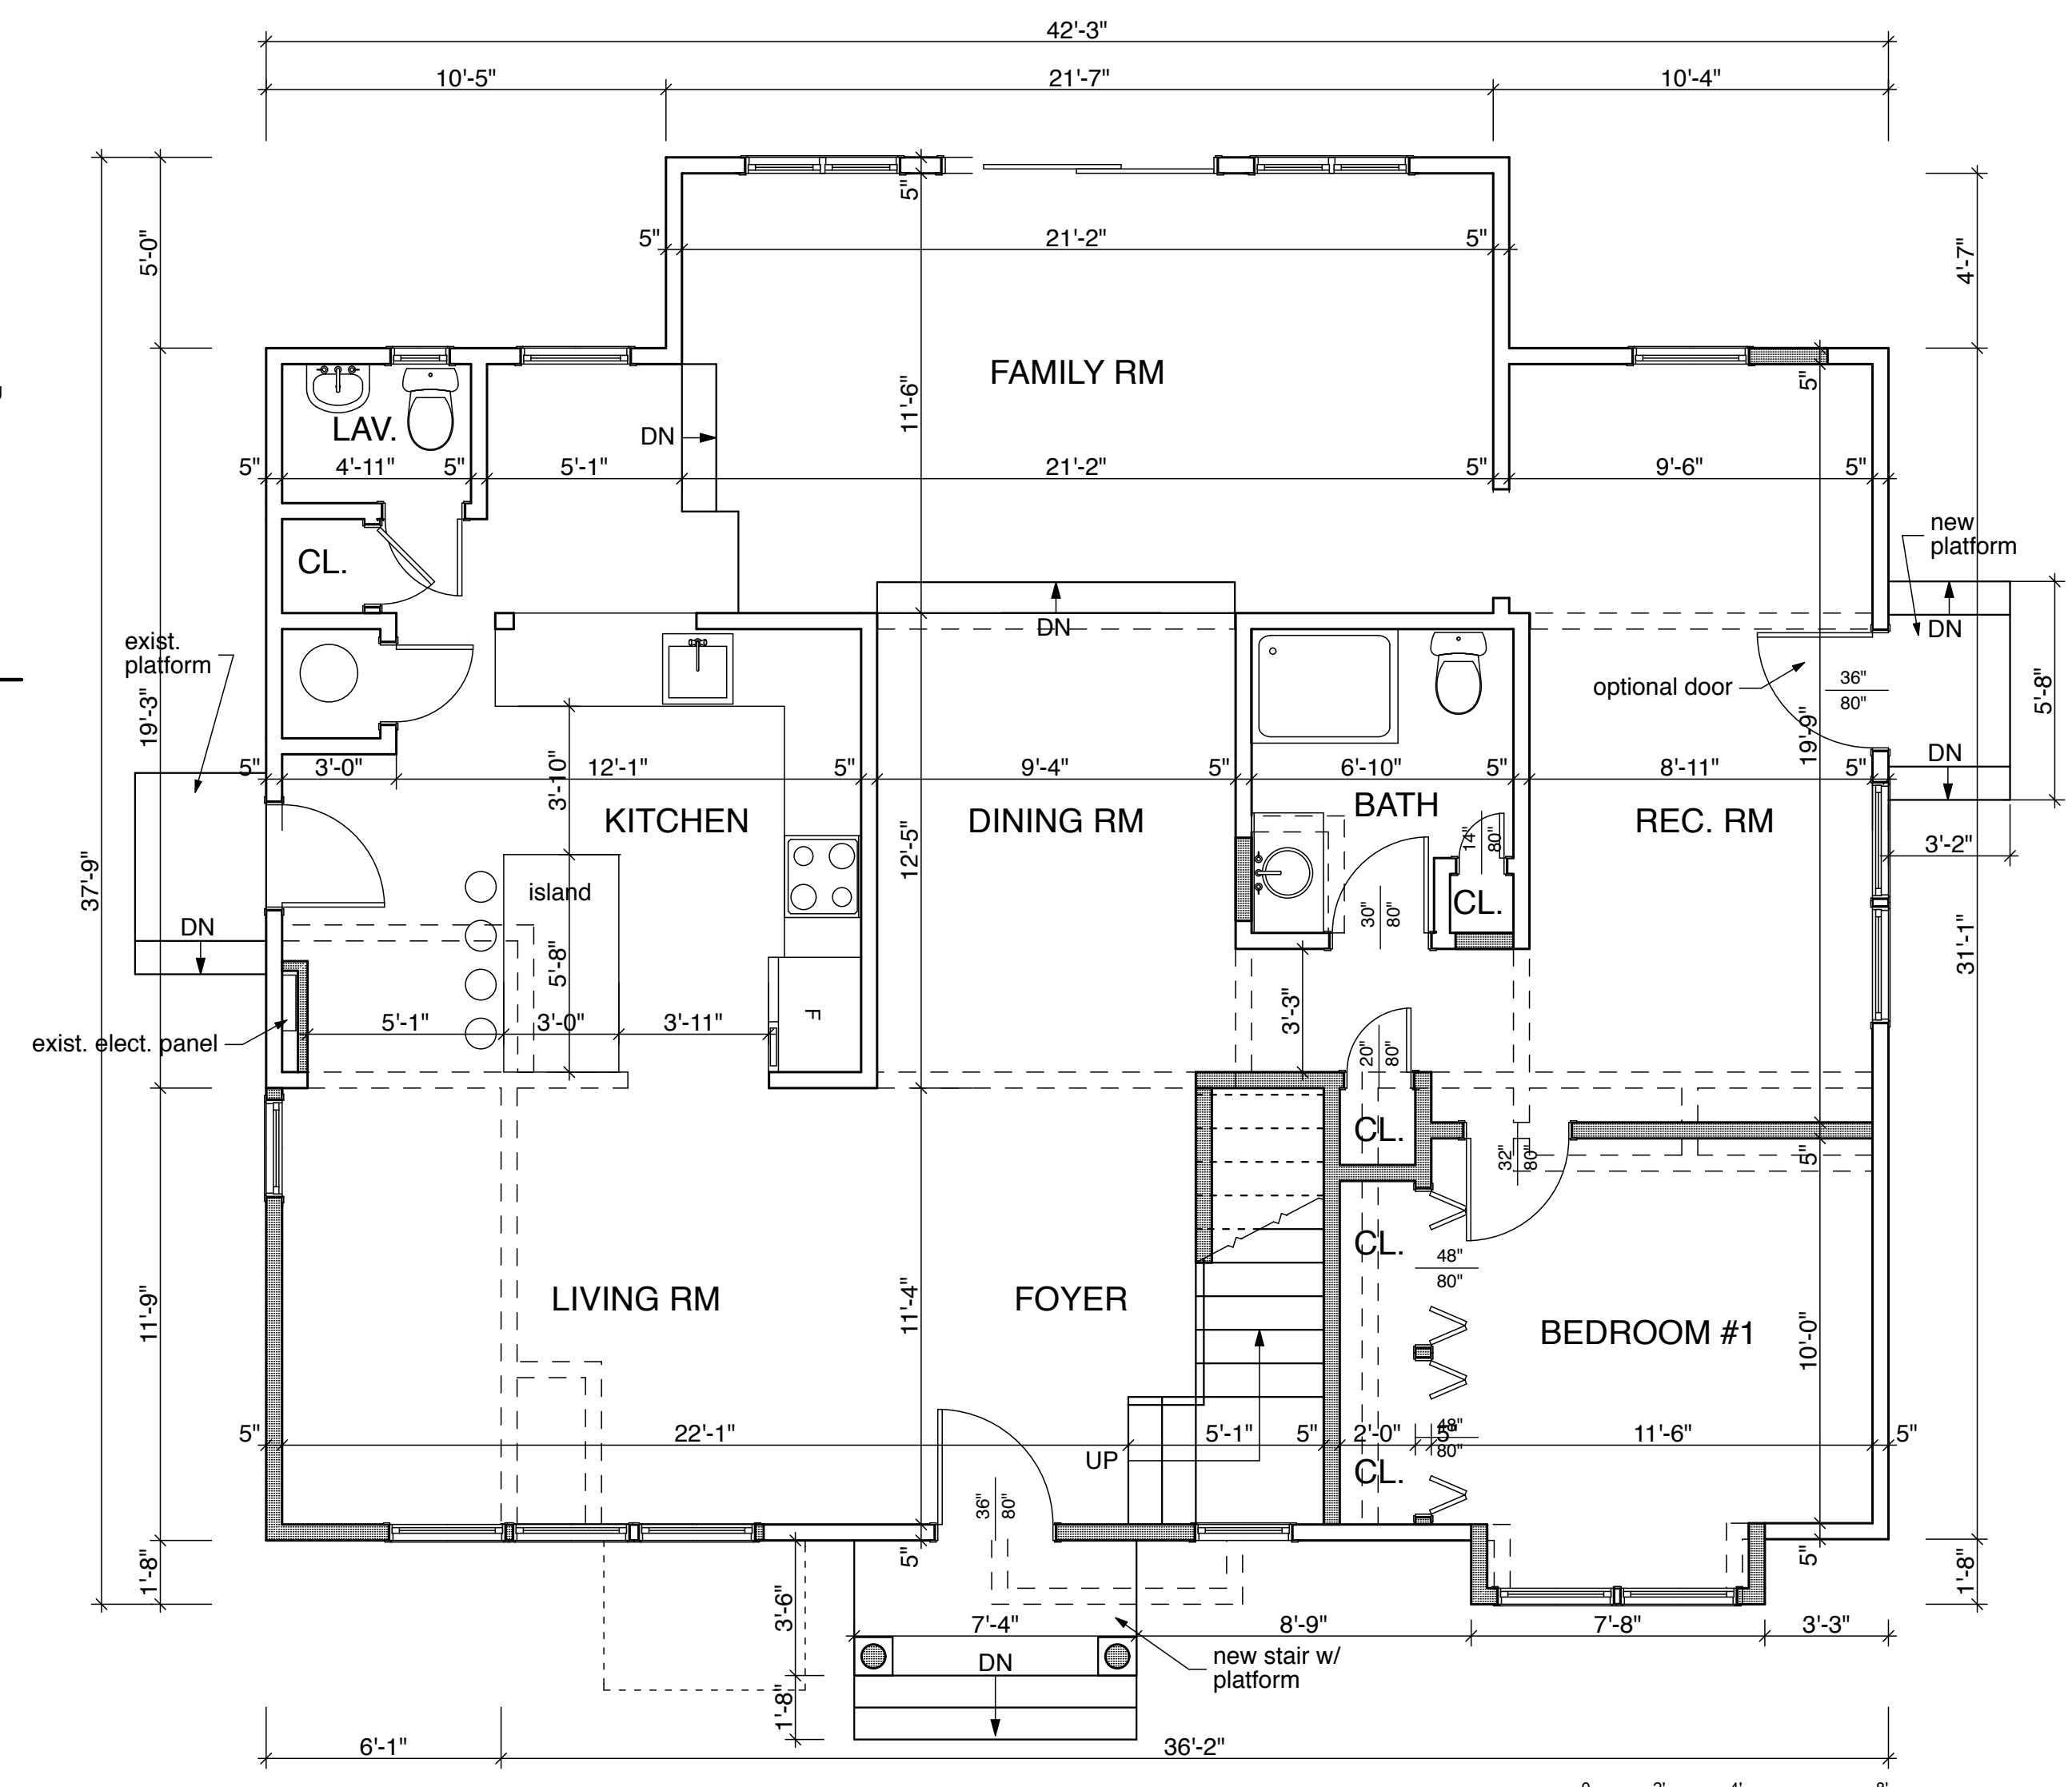 42'-3"
10'-5" 21'-7" 10'-4"
5"
5'-0"
5" 21'-2" 5"
4'-7"
FAMILY RM
5"
11'-6"
LAV.
DN
5" 4'-11" 5" 5'-1" 21'-2" 5" 9'-6" 5"
new
platform
CL.
DN
DN
exist.
platform
optional door
36"
80"
5'-8"
19'-3"
19'-9"
DN
5" 3'-0" 12'-1" 5" 9'-4" 5" 6'-10" 5" 8'-11" 5"
3'-10"
KITCHEN
DINING RM
BATH
REC. RM
14"
80"
3'-2"
12'-5"
37'-9"
island
CL.
30"
80"
DN
31'-1"
5'-8"
3'-3"
F
5'-1" 3'-0" 3'-11"
exist. elect. panel
20"
80"
CL.
32"
80"
5"
CL.
48"
80"
11'-9"
LIVING RM
11'-4"
FOYER
BEDROOM #1
10'-0"
5" 22'-1" 5'-1" 5" 2'-0" 5" 11'-6" 5"
48"
80"
UP
CL.
36"
80"
5"
5"
1'-8"
1'-8"
3'-6"
7'-4" 8'-9" 7'-8" 3'-3"
DN
new stair w/
platform
1'-8"
6'-1" 36'-2"
0 2' 4' 8'